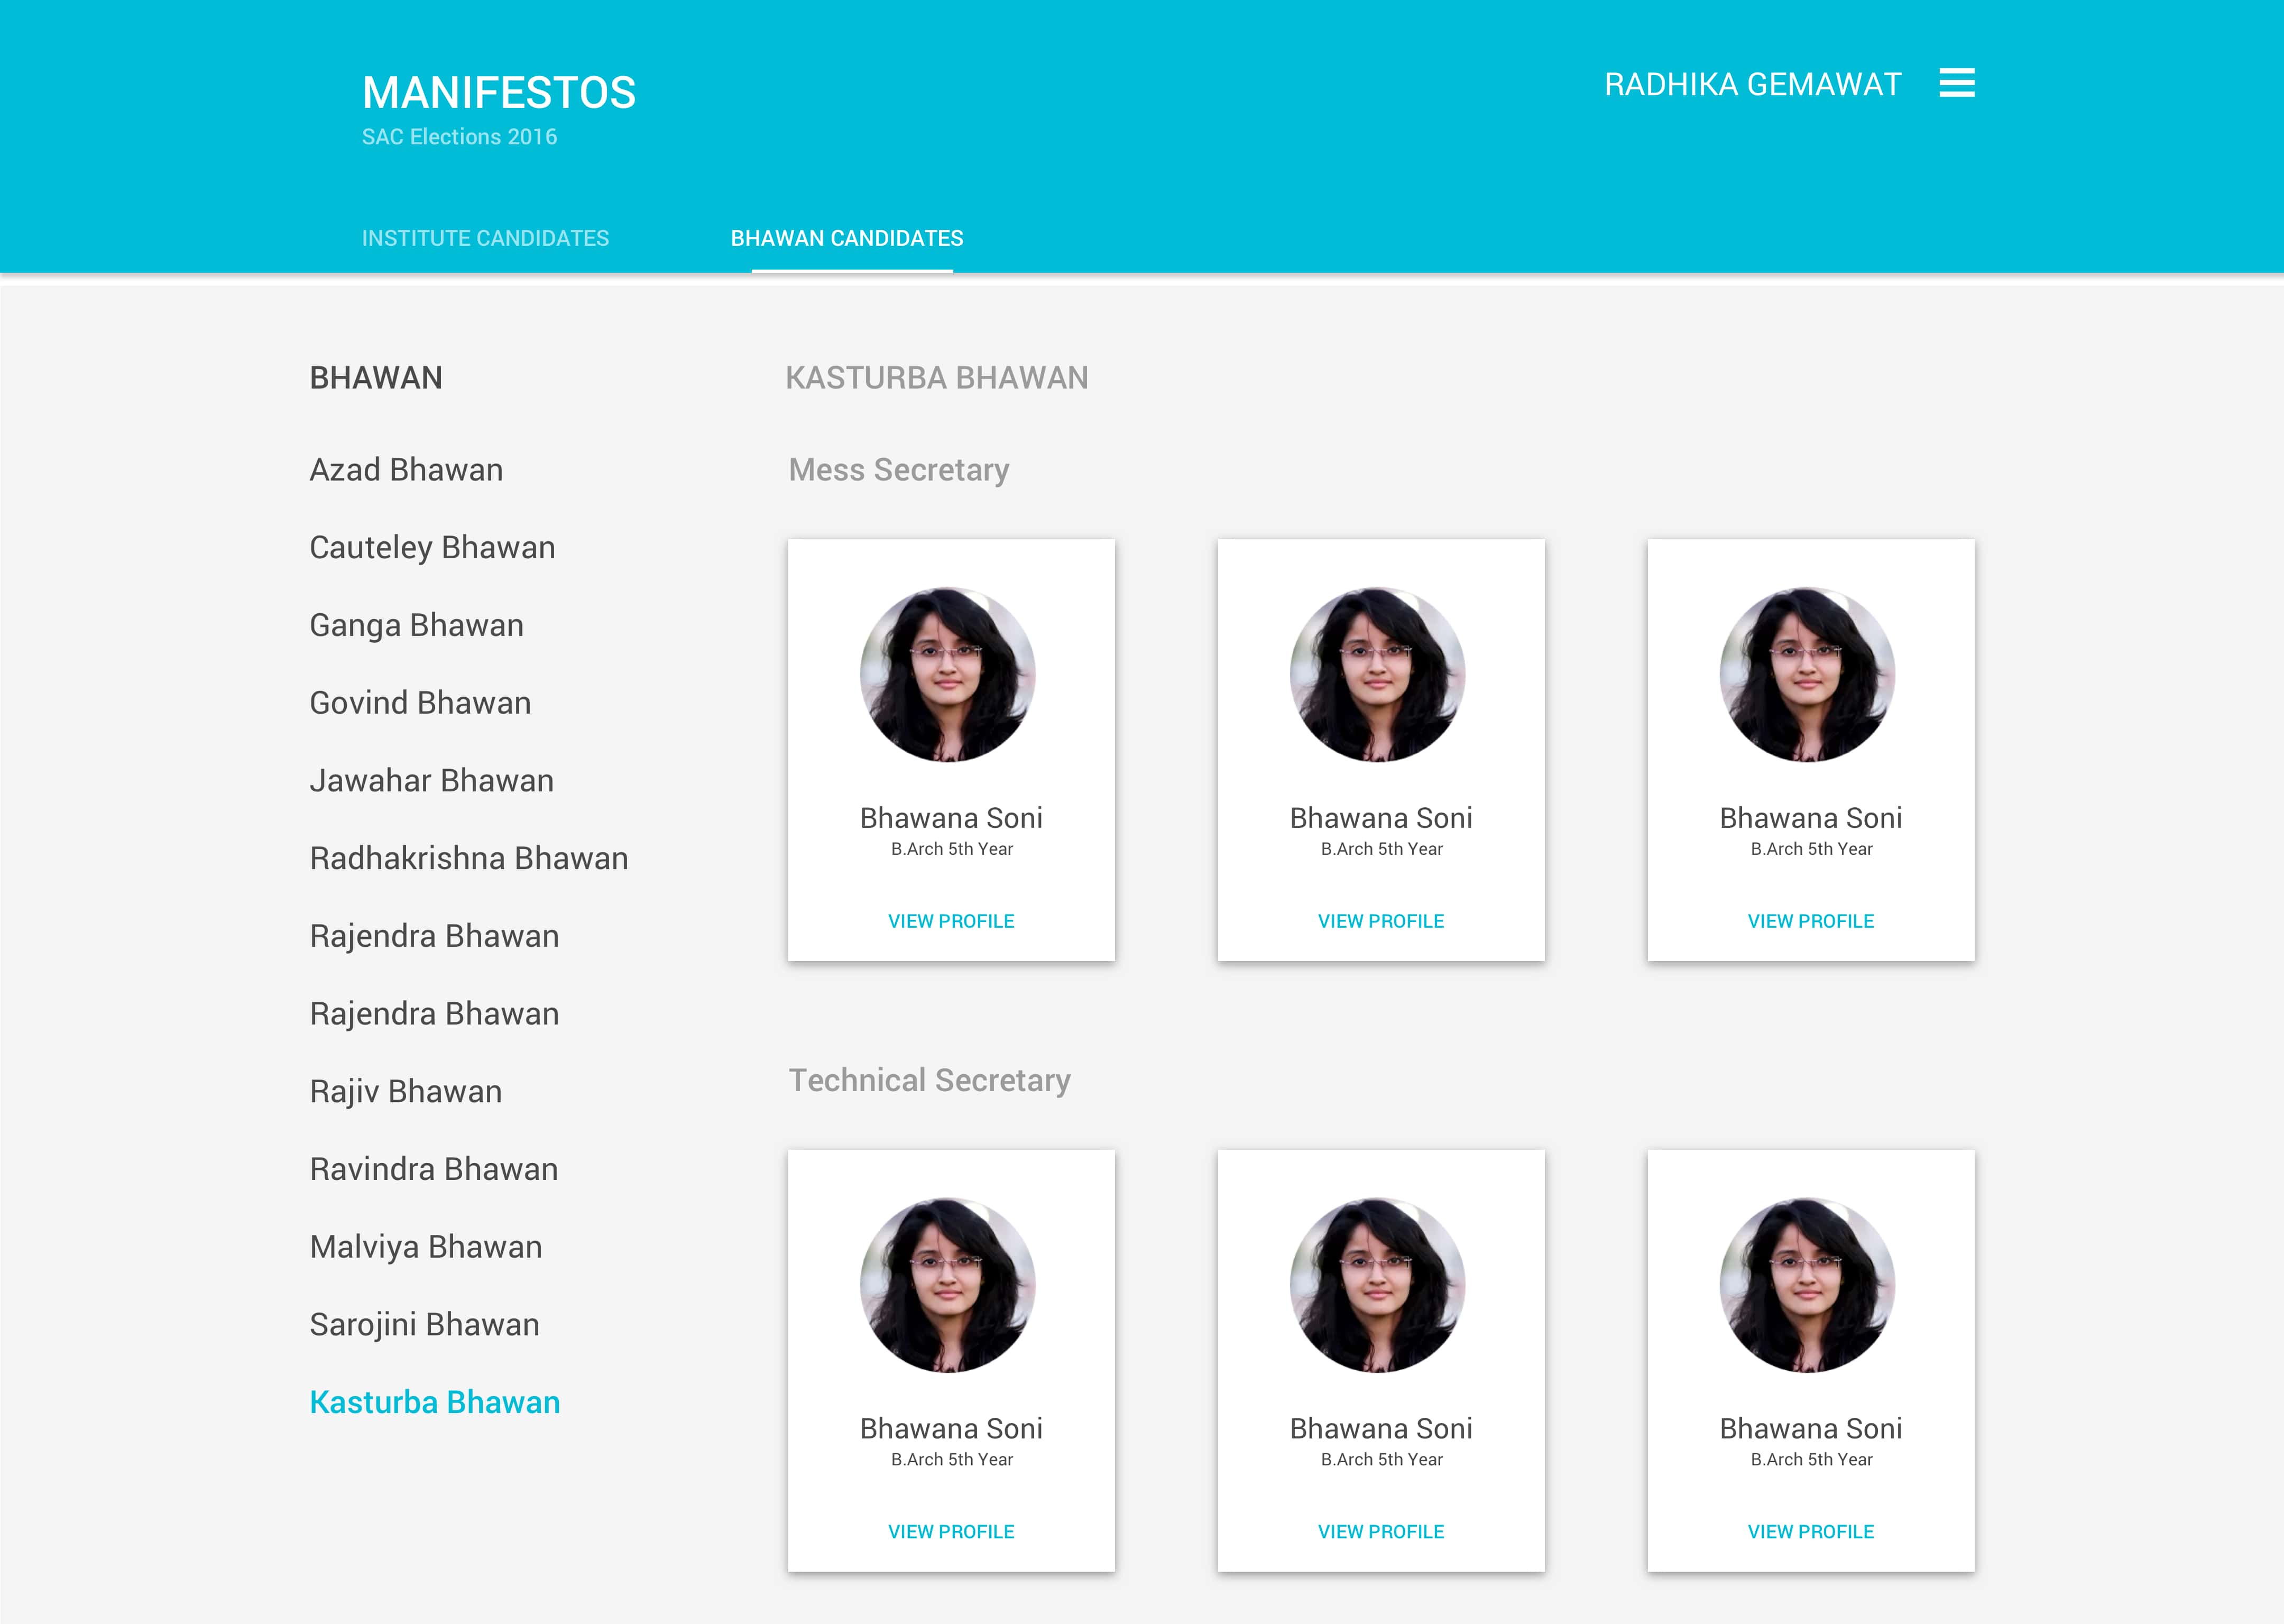 MANIFESTOS
SAC Elections 2016
RADHIKA GEMAWAT
INSTITUTE CANDIDATES
BHAWAN CANDIDATES
BHAWAN
Azad Bhawan
Cauteley Bhawan
Ganga Bhawan
Govind Bhawan
Jawahar Bhawan
Radhakrishna Bhawan
Rajendra Bhawan
Rajendra Bhawan
Rajiv Bhawan
Ravindra Bhawan
Malviya Bhawan
Sarojini Bhawan
Kasturba Bhawan
KASTURBA BHAWAN
Mess Secretary
Bhawana Soni
B.Arch 5th Year
VIEW PROFILE
Bhawana Soni
B.Arch 5th Year
VIEW PROFILE
Bhawana Soni
B.Arch 5th Year
VIEW PROFILE
Technical Secretary
Bhawana Soni
B.Arch 5th Year
VIEW PROFILE
Bhawana Soni
B.Arch 5th Year
VIEW PROFILE
Bhawana Soni
B.Arch 5th Year
VIEW PROFILE